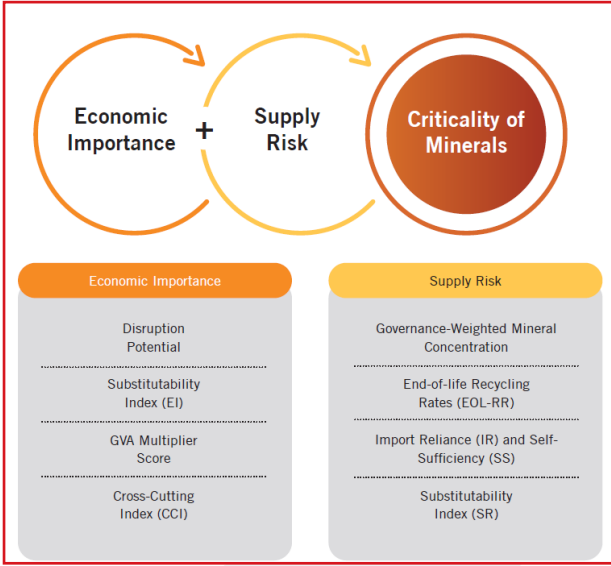 Economic
Importance
+
Supply
Risk
Criticality of
Minerals
Economic Importance
Disruption
Potential
Substitutability
Index (EI)
GVA Multiplier
Score
Cross-Cutting
Index (CCI)
Supply Risk
Governance-Weighted Mineral
Concentration
End-of-life Recycling
Rates (EOL-RR)
Import Reliance (IR) and Self-
Sufficiency (SS)
Substitutability
Index (SR)